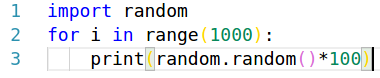 1 import random
2 for i in range(1000):
3     print(random.random()*100)